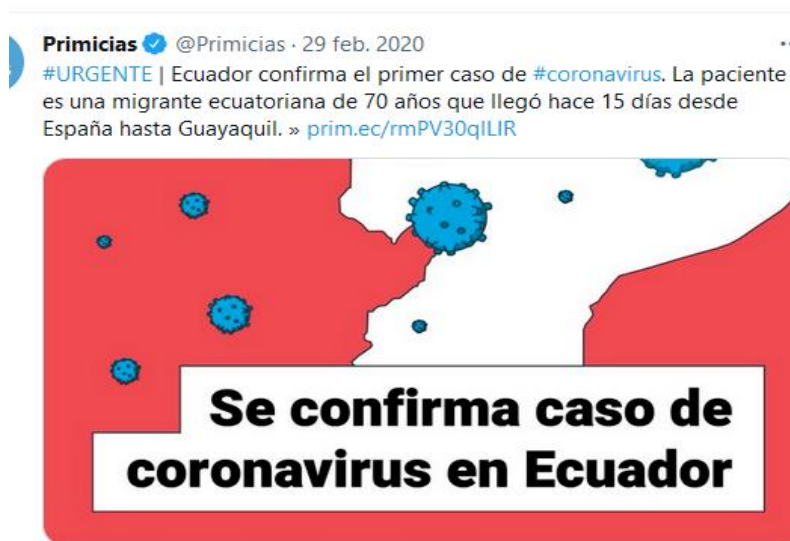 Primicias @Primicias · 29 feb. 2020
#URGENTE | Ecuador confirma el primer caso de #coronavirus. La paciente
es una migrante ecuatoriana de 70 años que llegó hace 15 días desde
España hasta Guayaquil. » prim.ec/rmPV30qlLIR
Se confirma caso de
coronavirus en Ecuador